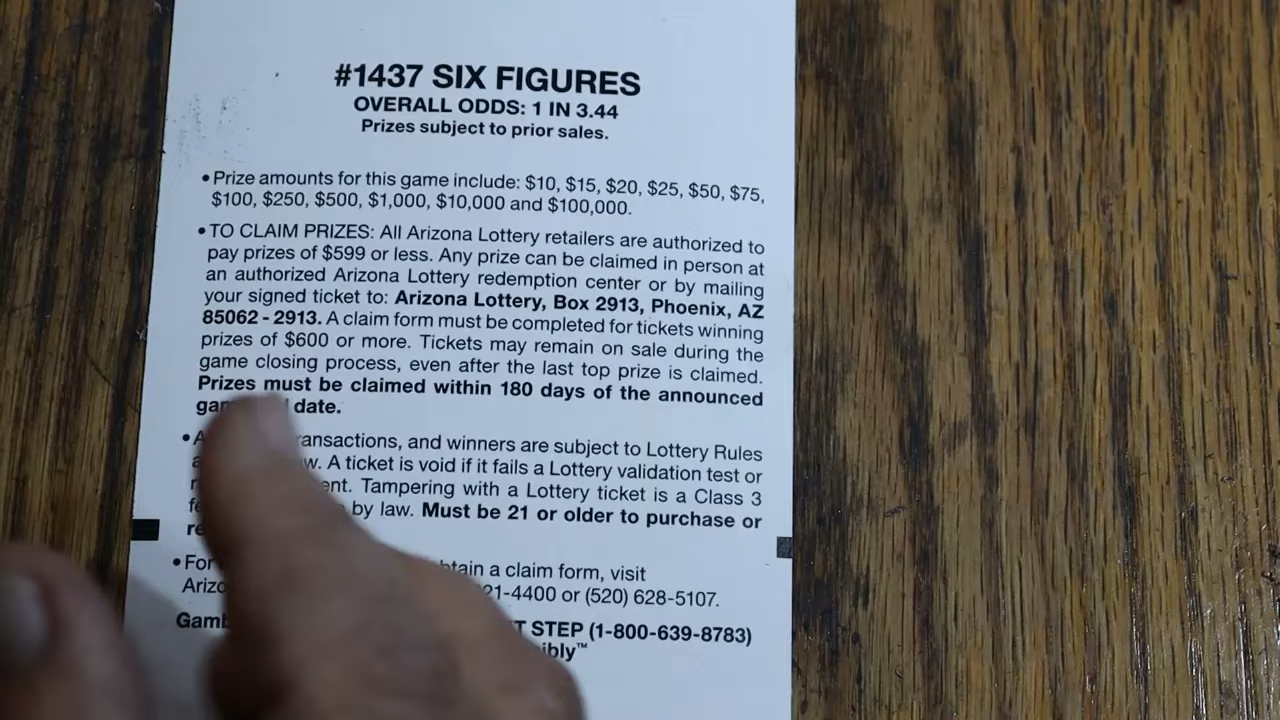 #1437 SIX FIGURES
OVERALL ODDS: 1 IN 3.44
Prizes subject to prior sales.
• Prize amounts for this game include: $10, $15, $20, $25, $50, $75,
$100, $250, $500, $1,000, $10,000 and $100,000.
• TO CLAIM PRIZES: All Arizona Lottery retailers are authorized to
pay prizes of $599 or less. Any prize can be claimed in person at
an authorized Arizona Lottery redemption center or by mailing
your signed ticket to: Arizona Lottery, Box 2913, Phoenix, AZ
85062 - 2913. A claim form must be completed for tickets winning
prizes of $600 or more. Tickets may remain on sale during the
game closing process, even after the last top prize is claimed.
Prizes must be claimed within 180 days of the announced
date.
• ransactions, and winners are subject to Lottery Rules
w. A ticket is void if it fails a Lottery validation test or
ent. Tampering with a Lottery ticket is a Class 3
by law. Must be 21 or older to purchase or
• For btain a claim form, visit
Arizo 21-4400 or (520) 628-5107.
Gamb T STEP (1-800-639-8783)
ibly™